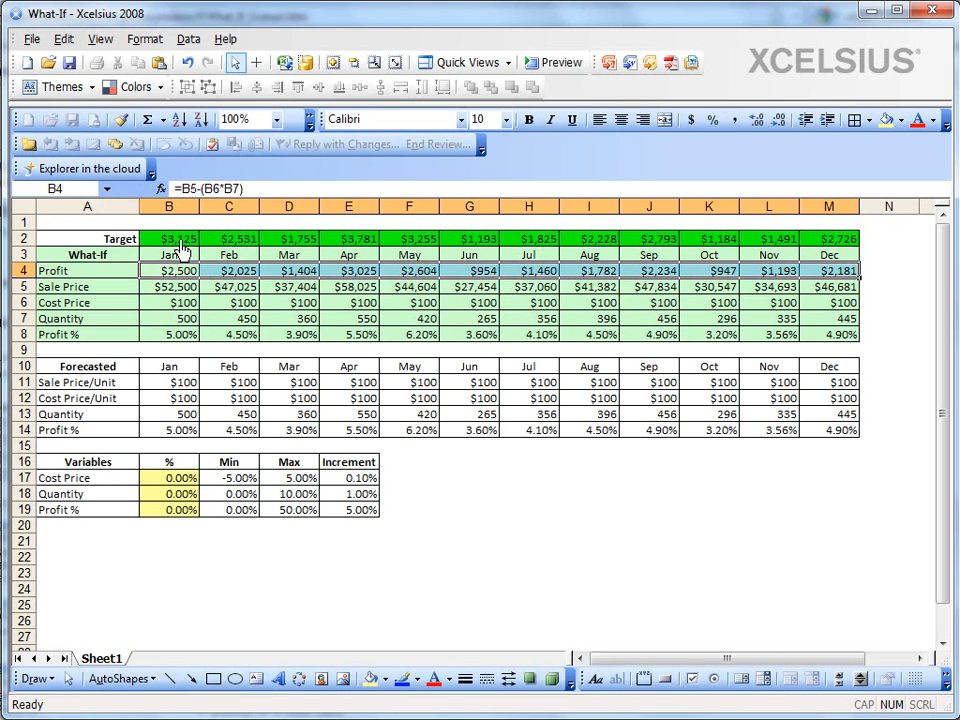 What-If - Xcelsius 2008
File Edit View Format Data Help
Quick Views Preview XCELSIUS
Themes Colors
Σ 100% Calibri 10 B I U $ % ,
Reply with Changes... End Review...
Explorer in the cloud
B4 fx =B5-(B6*B7)
A B C D E F G H I J K L M N
1
2 Target $3,125 $2,531 $1,755 $3,781 $3,255 $1,193 $1,825 $2,228 $2,793 $1,184 $1,491 $2,726
3 What-If Jan Feb Mar Apr May Jun Jul Aug Sep Oct Nov Dec
4 Profit $2,500 $2,025 $1,404 $3,025 $2,604 $954 $1,460 $1,782 $2,234 $947 $1,193 $2,181
5 Sale Price $52,500 $47,025 $37,404 $58,025 $44,604 $27,454 $37,060 $41,382 $47,834 $30,547 $34,693 $46,681
6 Cost Price $100 $100 $100 $100 $100 $100 $100 $100 $100 $100 $100 $100
7 Quantity 500 450 360 550 420 265 356 396 456 296 335 445
8 Profit % 5.00% 4.50% 3.90% 5.50% 6.20% 3.60% 4.10% 4.50% 4.90% 3.20% 3.56% 4.90%
9
10 Forecasted Jan Feb Mar Apr May Jun Jul Aug Sep Oct Nov Dec
11 Sale Price/Unit $100 $100 $100 $100 $100 $100 $100 $100 $100 $100 $100 $100
12 Cost Price/Unit $100 $100 $100 $100 $100 $100 $100 $100 $100 $100 $100 $100
13 Quantity 500 450 360 550 420 265 356 396 456 296 335 445
14 Profit % 5.00% 4.50% 3.90% 5.50% 6.20% 3.60% 4.10% 4.50% 4.90% 3.20% 3.56% 4.90%
15
16 Variables % Min Max Increment
17 Cost Price 0.00% -5.00% 5.00% 0.10%
18 Quantity 0.00% 0.00% 10.00% 1.00%
19 Profit % 0.00% 0.00% 50.00% 5.00%
20
21
22
23
24
25
26
27
Sheet1
Draw AutoShapes A A Aa ab|
Ready CAP NUM SCRL